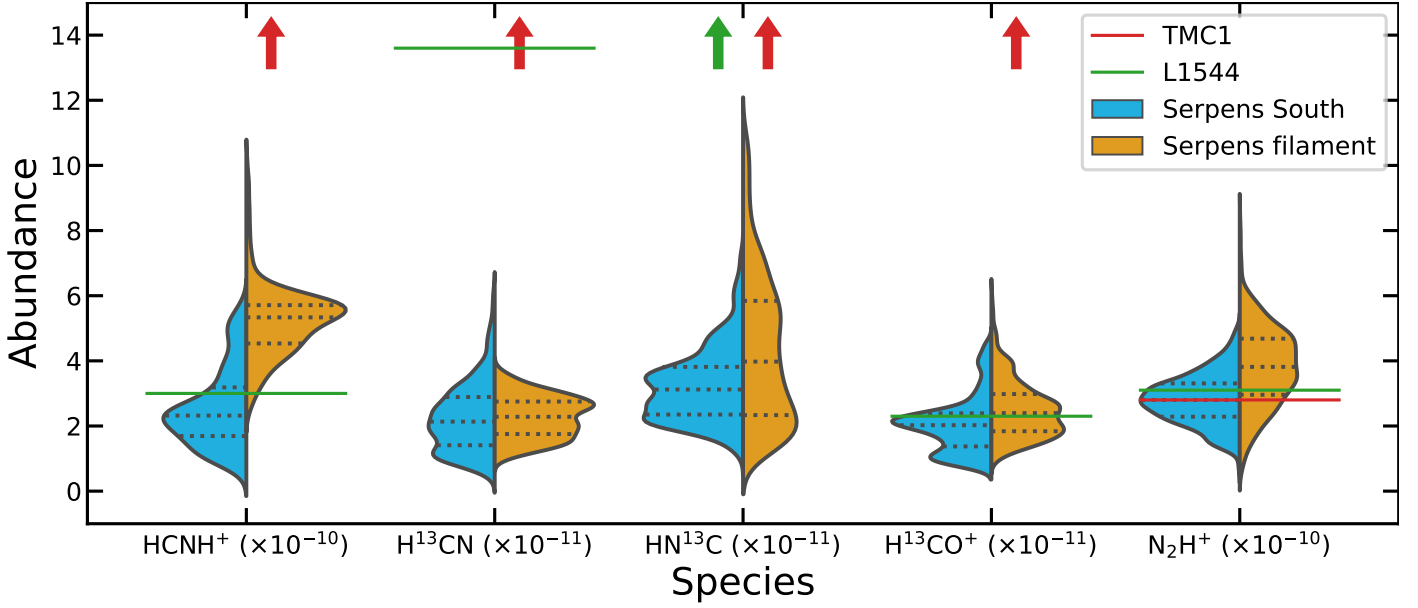 14
12
10
8
6
4
2
0
Abundance
TMC1
L1544
Serpens South
Serpens filament
HCNH⁺ (×10⁻¹⁰)
H¹³CN (×10⁻¹¹)
HN¹³C (×10⁻¹¹)
H¹³CO⁺ (×10⁻¹¹)
N₂H⁺ (×10⁻¹⁰)
Species